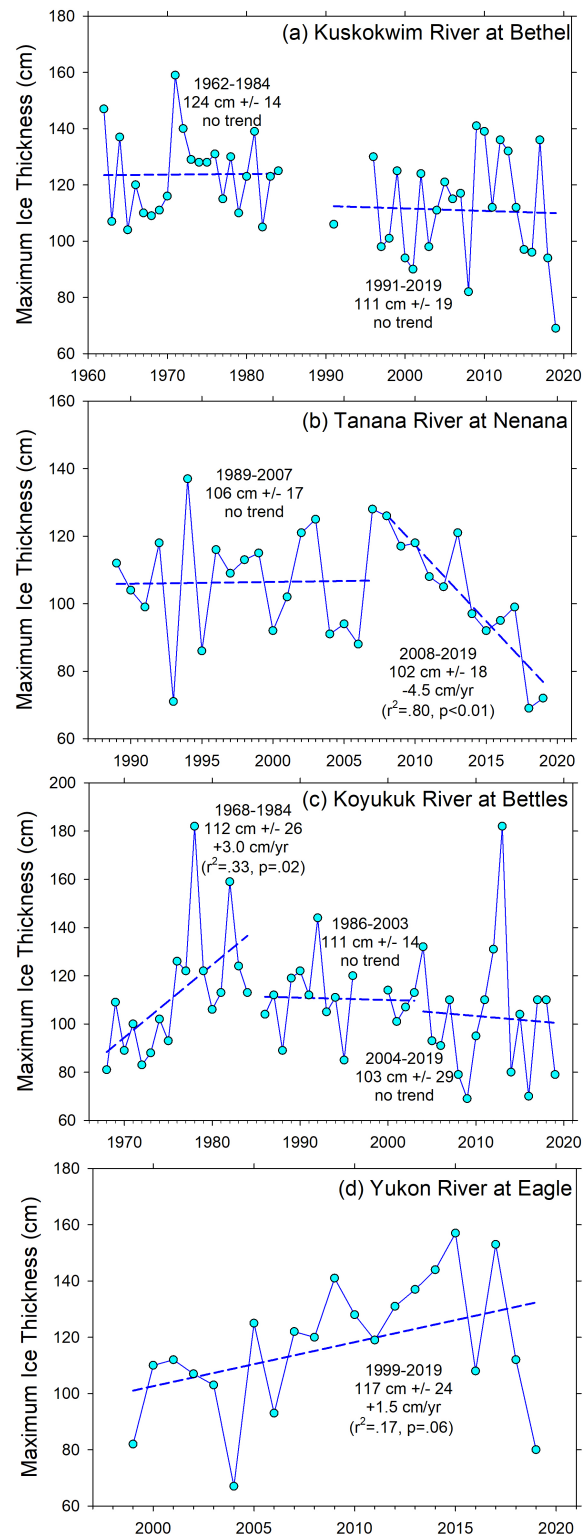 (a) Kuskokwim River at Bethel
Maximum Ice Thickness (cm)
180
160
140
120
100
80
60
1962-1984
124 cm +/- 14
no trend
1991-2019
111 cm +/- 19
no trend
1960 1970 1980 1990 2000 2010 2020
(b) Tanana River at Nenana
Maximum Ice Thickness (cm)
160
140
120
100
80
60
1989-2007
106 cm +/- 17
no trend
2008-2019
102 cm +/- 18
-4.5 cm/yr
(r²=.80, p<0.01)
1990 1995 2000 2005 2010 2015 2020
(c) Koyukuk River at Bettles
Maximum Ice Thickness (cm)
200
180
160
140
120
100
80
60
1968-1984
112 cm +/- 26
+3.0 cm/yr
(r²=.33, p=.02)
1986-2003
111 cm +/- 14
no trend
2004-2019
103 cm +/- 29
no trend
1970 1980 1990 2000 2010 2020
(d) Yukon River at Eagle
Maximum Ice Thickness (cm)
180
160
140
120
100
80
60
1999-2019
117 cm +/- 24
+1.5 cm/yr
(r²=.17, p=.06)
2000 2005 2010 2015 2020